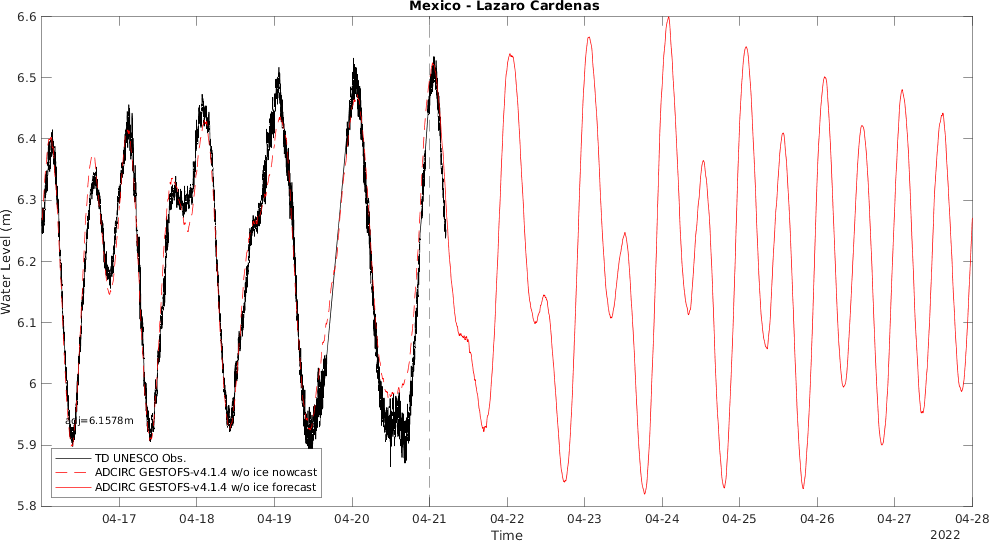 Mexico - Lazaro Cardenas
6.6
6.5
6.4
6.3
6.2
6.1
6
5.9
5.8
Water Level (m)
adj=6.1578m
TD UNESCO Obs.
ADCIRC GESTOFS-v4.1.4 w/o ice nowcast
ADCIRC GESTOFS-v4.1.4 w/o ice forecast
04-17 04-18 04-19 04-20 04-21 04-22 04-23 04-24 04-25 04-26 04-27 04-28
Time
2022